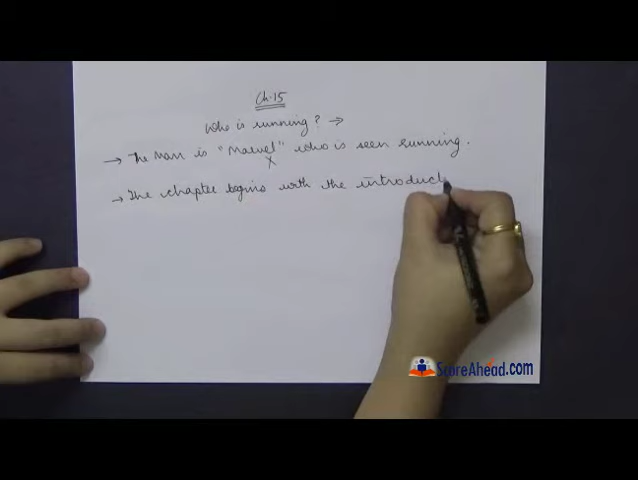 Ch. 15
Who is running? →
→ The Man is "Marvel" who is seen running.
x
→ The chapter begins with the introduct
ScoreAhead.com